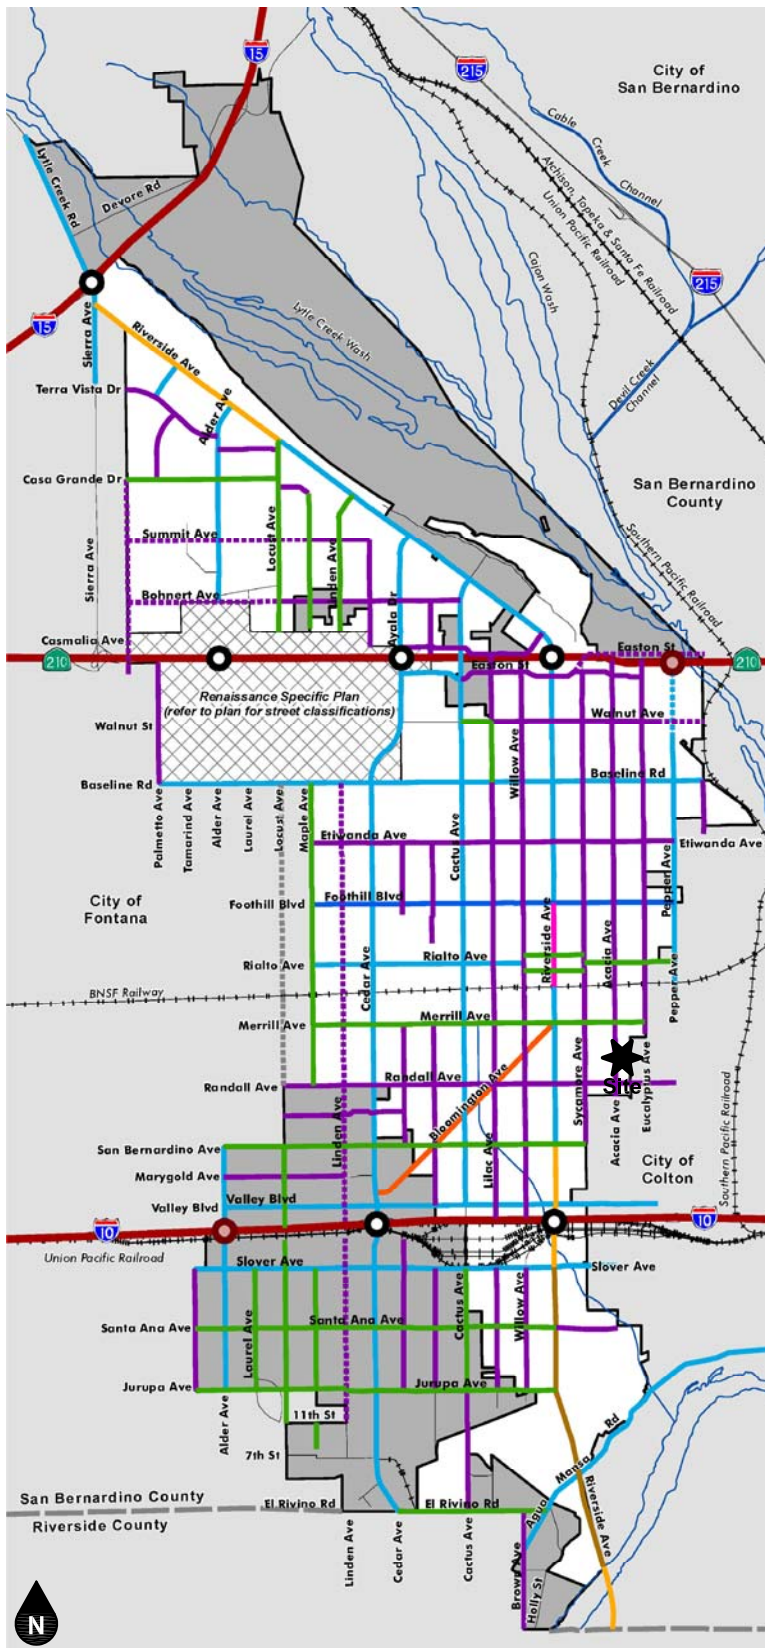 15
215
City of
San Bernardino
Cable
Creek
Channel
Lytle Creek Rd
Devore Rd
Atchison, Topeka & Santa Fe Railroad
Union Pacific Railroad
Cajon Wash
215
15
Sierra Ave
Riverside Ave
Lytle Creek Wash
Devil Creek
Channel
Terra Vista Dr
Alder Ave
Casa Grande Dr
San Bernardino
County
Summit Ave
Locust Ave
Linden Ave
Southern Pacific Railroad
Sierra Ave
Bohnert Ave
Ayala Dr
Casmalia Ave
Easton St
210
Easton St
210
Renaissance Specific Plan
(refer to plan for street classifications)
Walnut St
Walnut Ave
Willow Ave
Baseline Rd
Baseline Rd
Palmetto Ave
Tamarind Ave
Alder Ave
Laurel Ave
Locust Ave
Maple Ave
Cactus Ave
Etiwanda Ave
Etiwanda Ave
City of
Fontana
Foothill Blvd
Foothill Blvd
Pepper Ave
Riverside Ave
Acacia Ave
Cedar Ave
Rialto Ave
Rialto Ave
Pepper Ave
BNSF Railway
Merrill Ave
Merrill Ave
Randall Ave
Randall Ave
Site
Bloomington Ave
Sycamore Ave
Acacia Ave
Eucalyptus Ave
Southern Pacific Railroad
Linden Ave
Lilac Ave
San Bernardino Ave
City of
Colton
Marygold Ave
Valley Blvd
Valley Blvd
10
10
Union Pacific Railroad
Slover Ave
Slover Ave
Laurel Ave
Cactus Ave
Willow Ave
Santa Ana Ave
Santa Ana Ave
Jurupa Ave
Jurupa Ave
Alder Ave
11th St
7th St
Agua
Mansa
Rd
Riverside Ave
San Bernardino County
Riverside County
El Rivino Rd
El Rivino Rd
Linden Ave
Cedar Ave
Cactus Ave
Brown Ave
Holly St
N